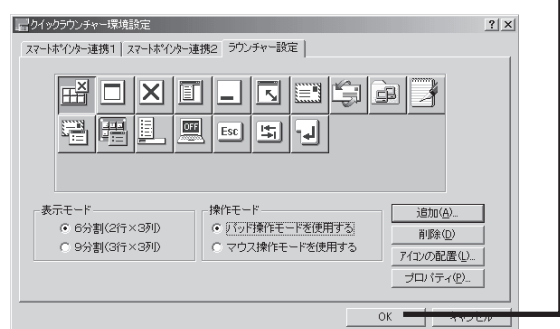 クイックラウンチャー環境設定
スマートポインター連携1 スマートポインター連携2 ラウンチャー設定
OFF Esc
表示モード
6分割(2行×3列)
9分割(3行×3列)
操作モード
パッド操作モードを使用する
マウス操作モードを使用する
追加(A)...
削除(D)
アイコンの配置(L)...
プロパティ(P)...
OK キャンセル